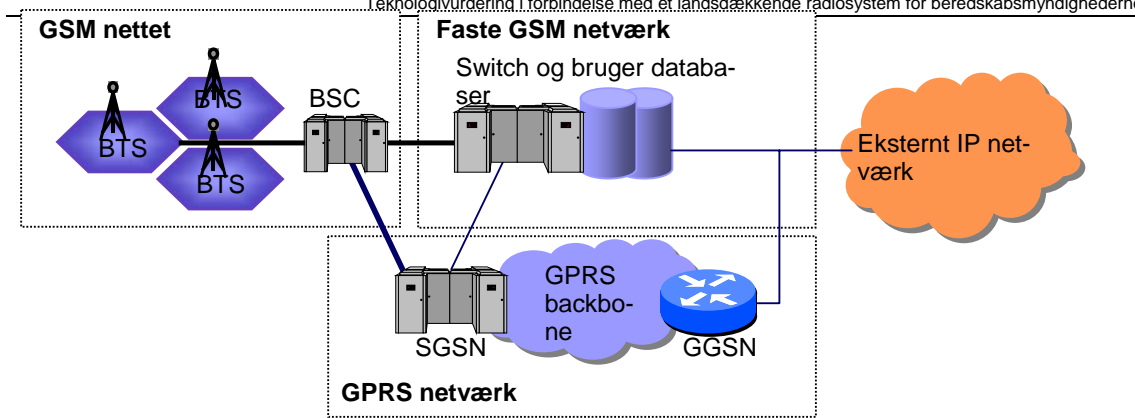 Teknologivurdering i forbindelse med et landsdækkende radiosystem for beredskabsmyndighederne
GSM nettet
Faste GSM netværk
Switch og bruger databa-
ser
BTS
BSC
BTS
BTS
Eksternt IP net-
værk
GPRS
backbo-
ne
SGSN
GGSN
GPRS netværk